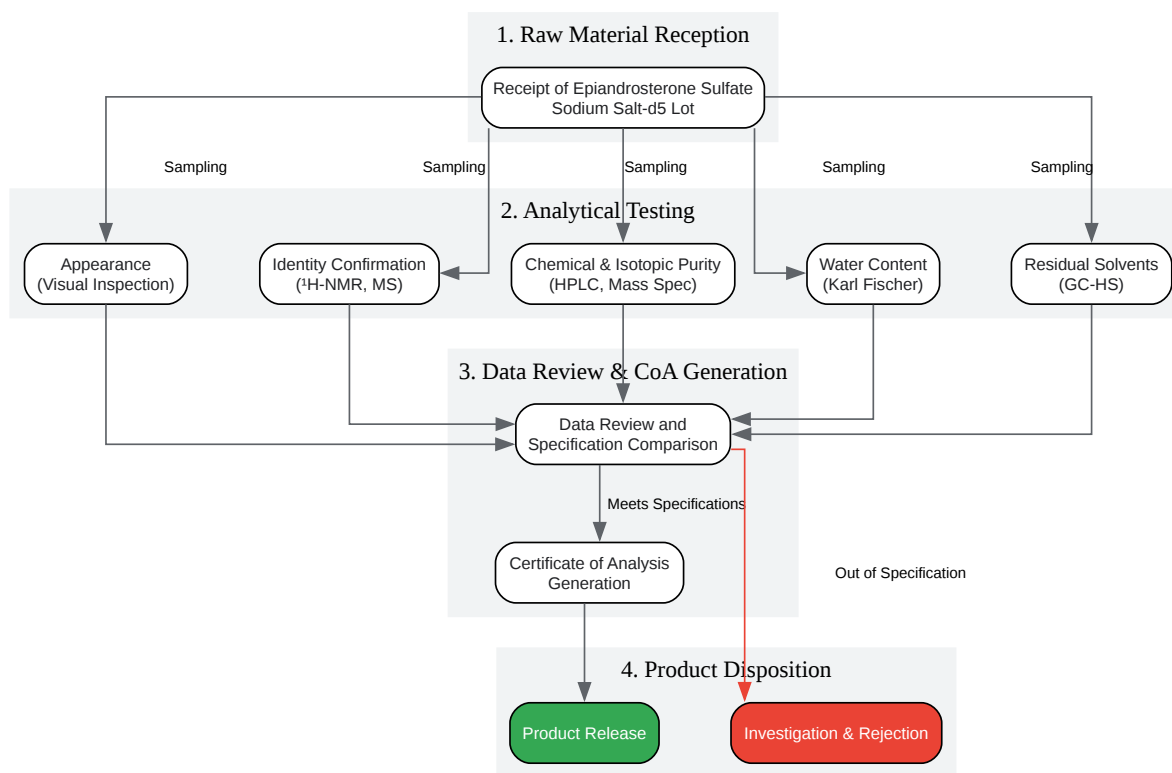 1. Raw Material Reception
Receipt of Epiandrosterone Sulfate
Sodium Salt-d5 Lot
Sampling
Sampling
Sampling
Sampling
Sampling
2. Analytical Testing
Appearance
(Visual Inspection)
Identity Confirmation
(¹H-NMR, MS)
Chemical & Isotopic Purity
(HPLC, Mass Spec)
Water Content
(Karl Fischer)
Residual Solvents
(GC-HS)
3. Data Review & CoA Generation
Data Review and
Specification Comparison
Meets Specifications
Certificate of Analysis
Generation
Out of Specification
4. Product Disposition
Product Release
Investigation & Rejection